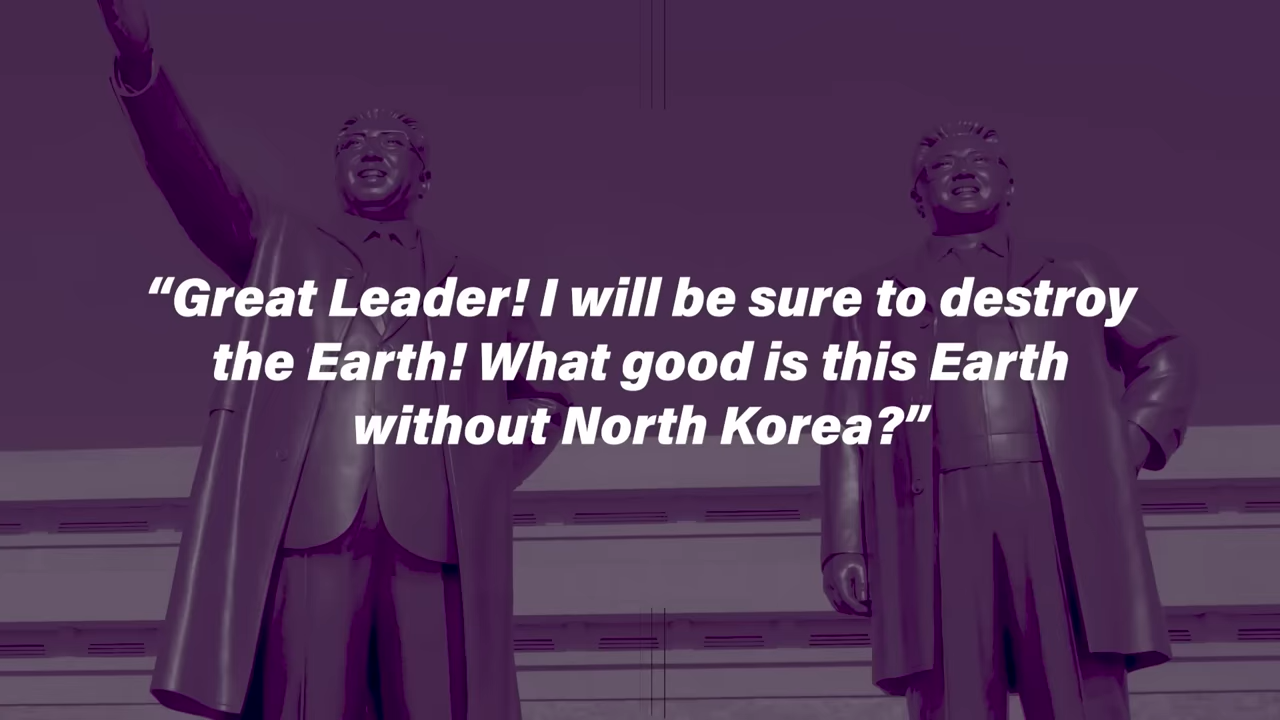 “Great Leader! I will be sure to destroy
the Earth! What good is this Earth
without North Korea?”